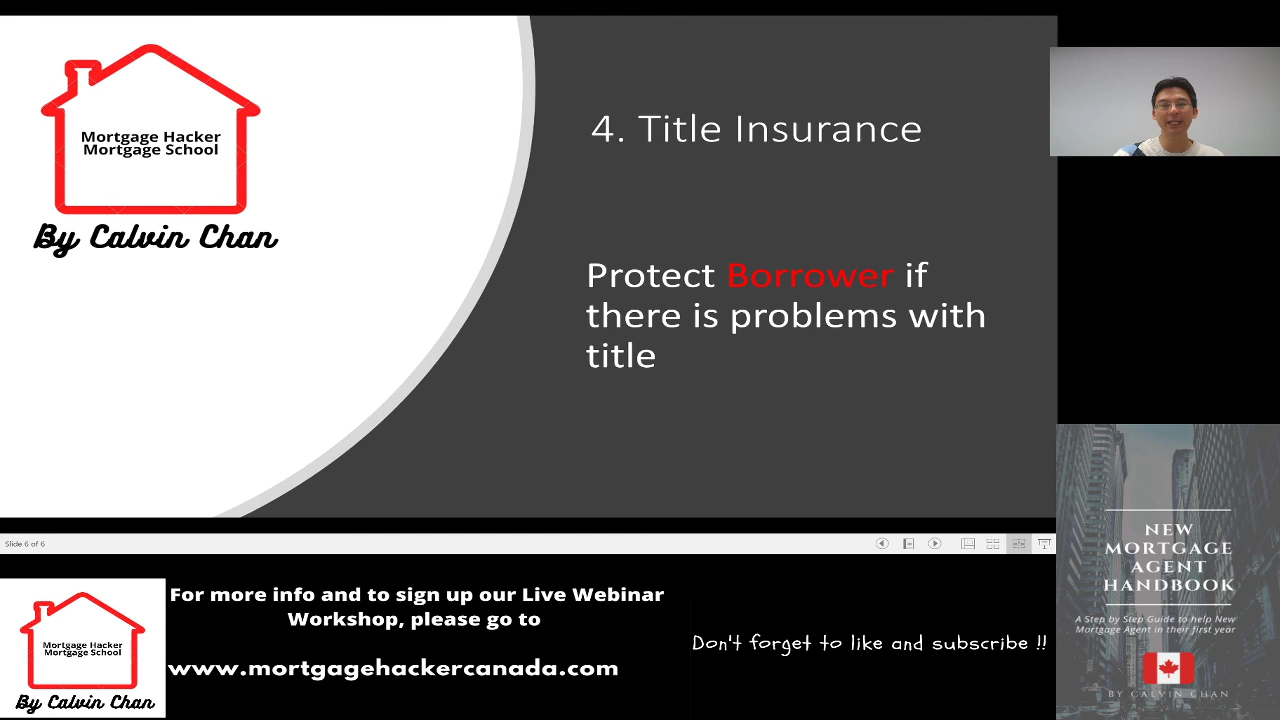 Mortgage Hacker
Mortgage School
By Calvin Chan
4. Title Insurance
Protect Borrower if
there is problems with
title
Slide 6 of 6
For more info and to sign up our Live Webinar
Workshop, please go to
www.mortgagehackercanada.com
Mortgage Hacker
Mortgage School
By Calvin Chan
Don't forget to like and subscribe !!
NEW
MORTGAGE
AGENT
HANDBOOK
A Step by Step Guide to help New
Mortgage Agent in their first year
BY CALVIN CHAN